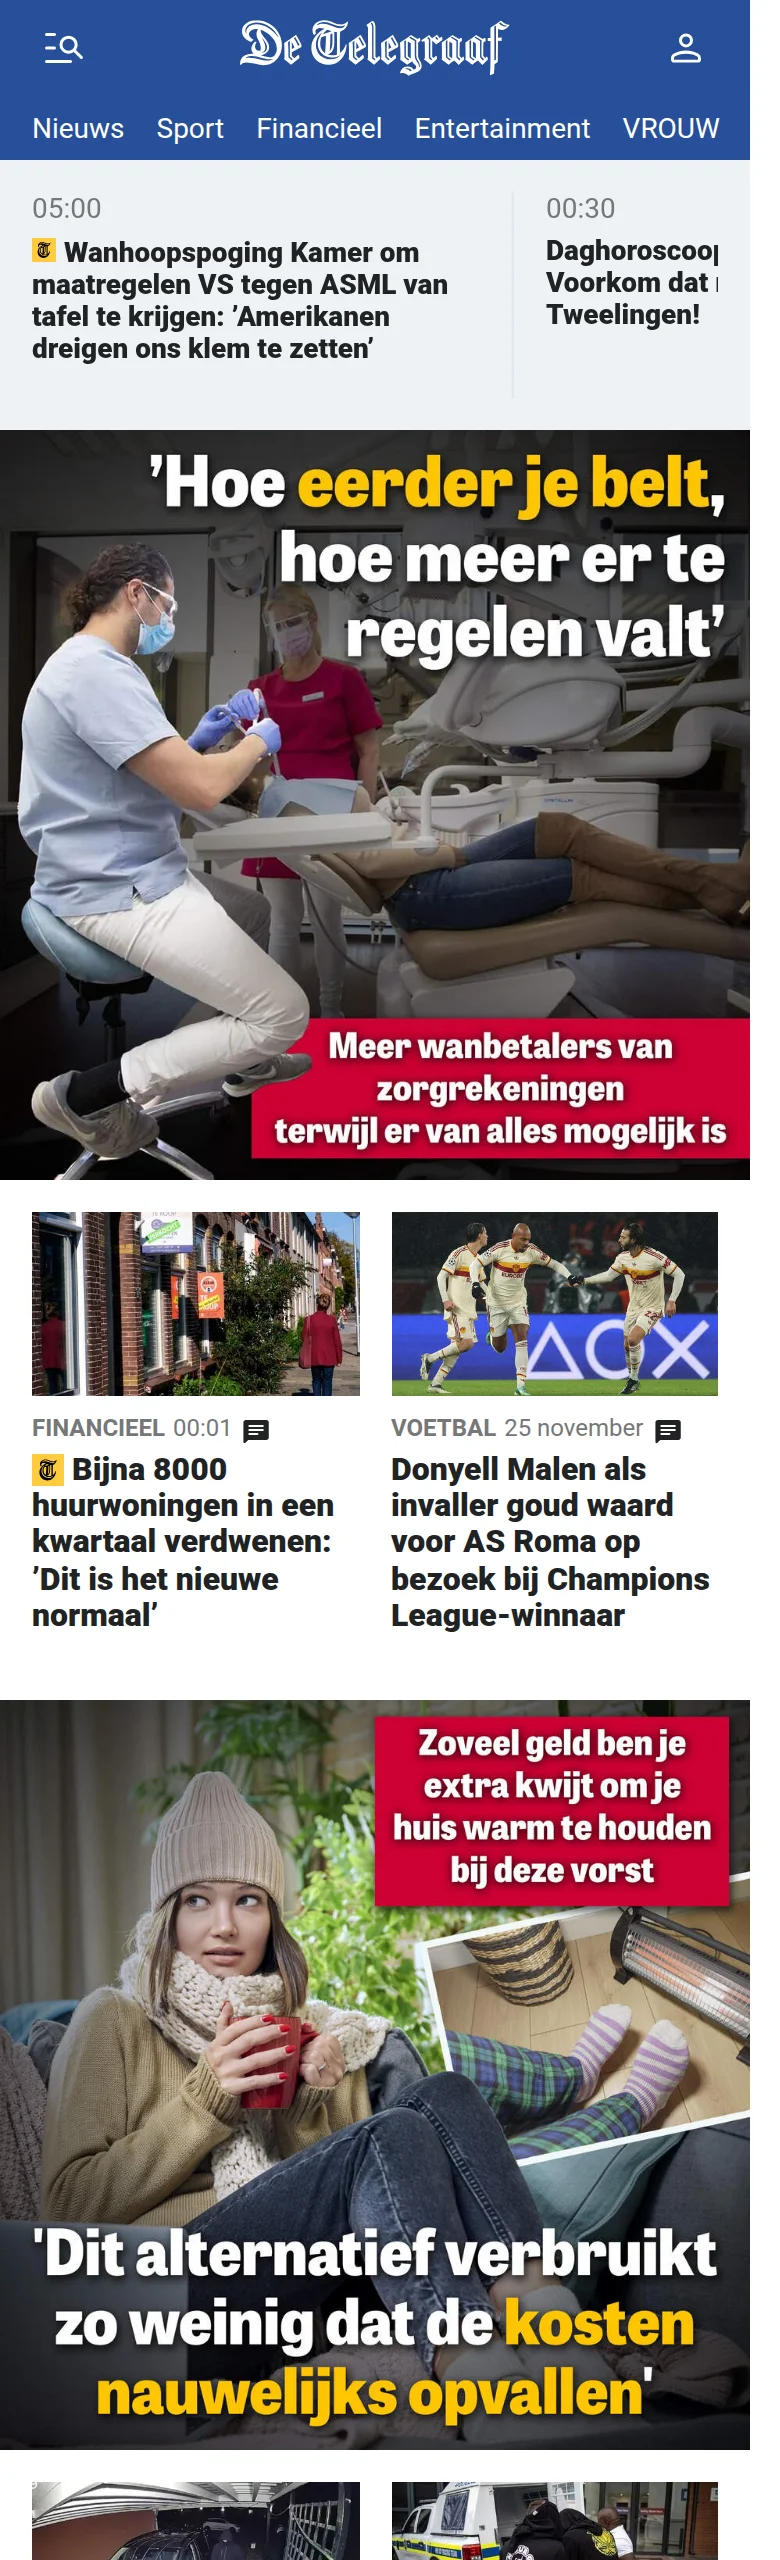 De Telegraaf
Nieuws Sport Financieel Entertainment VROUW
05:00
Wanhoopspoging Kamer om
maatregelen VS tegen ASML van
tafel te krijgen: ’Amerikanen
dreigen ons klem te zetten’
00:30
Daghoroscoop
Voorkom dat
Tweelingen!
’Hoe eerder je belt,
hoe meer er te
regelen valt’
Meer wanbetalers van
zorgrekeningen
terwijl er van alles mogelijk is
FINANCIEEL 00:01
Bijna 8000
huurwoningen in een
kwartaal verdwenen:
’Dit is het nieuwe
normaal’
VOETBAL 25 november
Donyell Malen als
invaller goud waard
voor AS Roma op
bezoek bij Champions
League-winnaar
Zoveel geld ben je
extra kwijt om je
huis warm te houden
bij deze vorst
'Dit alternatief verbruikt
zo weinig dat de kosten
nauwelijks opvallen'